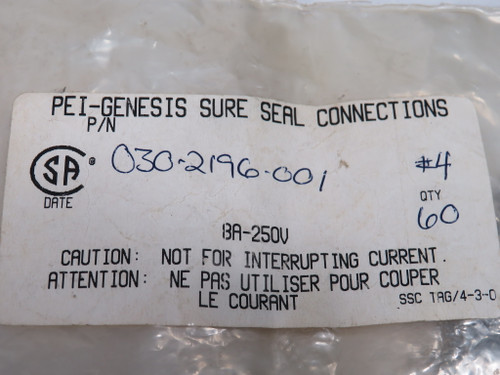 PEI-GENESIS SURE SEAL CONNECTIONS
P/N
CSA ® 030-2196-001 #4
DATE
QTY
60
8A-250V
CAUTION: NOT FOR INTERRUPTING CURRENT.
ATTENTION: NE PAS UTILISER POUR COUPER
LE COURANT
SSC TAG/4-3-0